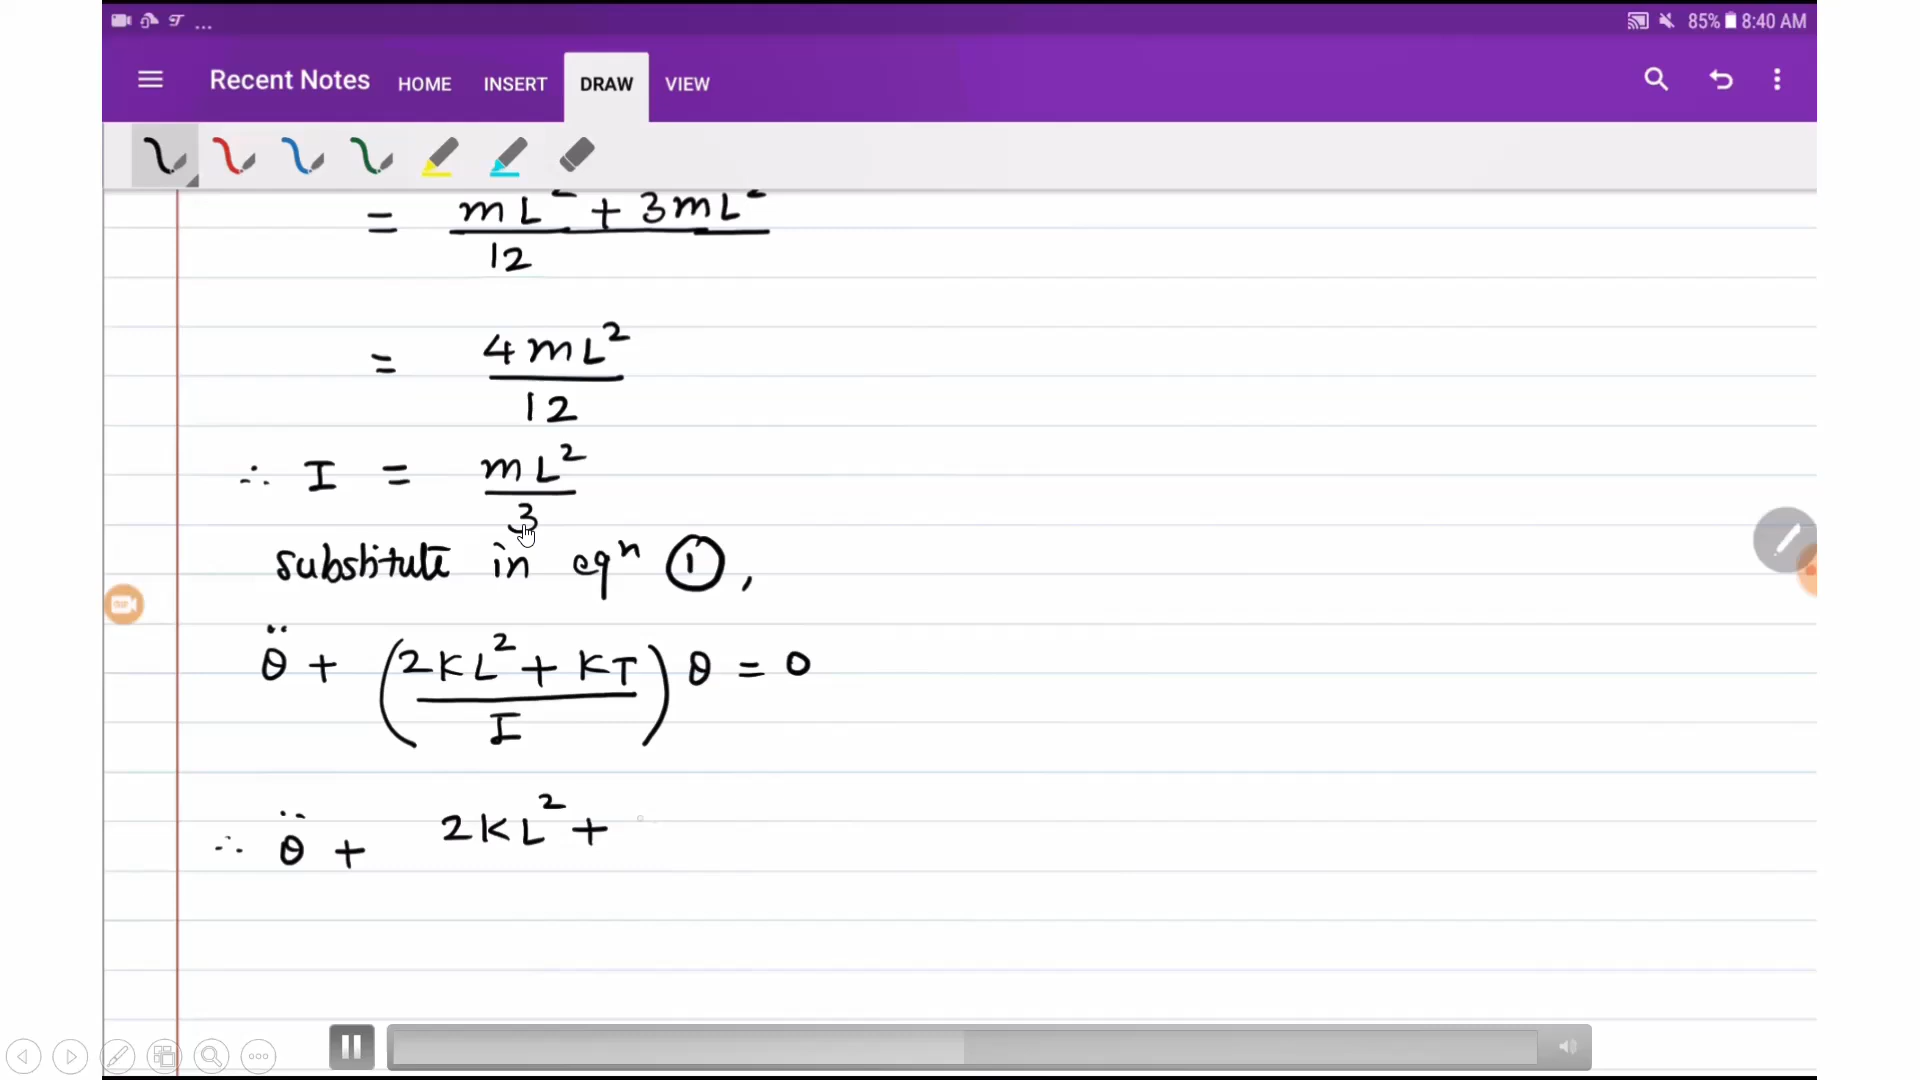 ... 85% 8:40 AM
Recent Notes HOME INSERT DRAW VIEW
= mL² + 3mL² / 12
= 4mL² / 12
∴ I = mL² / 3
substitute in eqⁿ ①,
θ̈ + (2KL² + KT / I) θ = 0
∴ θ̈ + 2KL² +